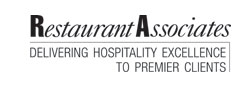 Restaurant Associates
DELIVERING HOSPITALITY EXCELLENCE
TO PREMIER CLIENTS